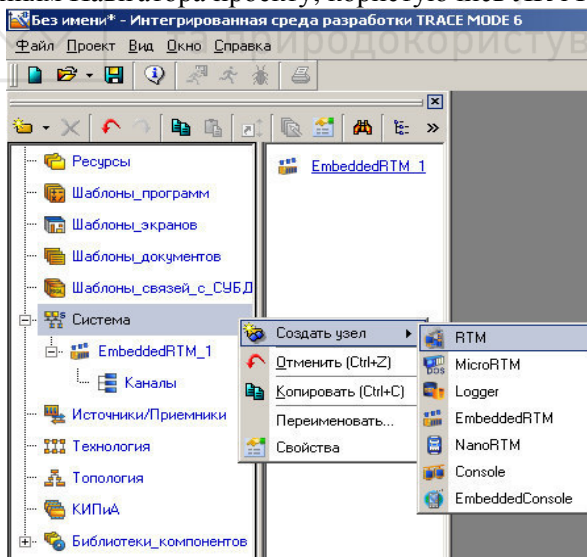 Без имени* - Интегрированная среда разработки TRACE MODE 6
Файл Проект Вид Окно Справка
Ресурсы
EmbeddedRTM_1
Шаблоны_программ
Шаблоны_экранов
Шаблоны_документов
Шаблоны_связей_с_СУБД
Система
EmbeddedRTM_1
Каналы
Источники/Приемники
Технология
Топология
КИПиА
Библиотеки_компонентов
Создать узел
Отменить (Ctrl+Z)
Копировать (Ctrl+C)
Переименовать...
Свойства
RTM
MicroRTM
Logger
EmbeddedRTM
NanoRTM
Console
EmbeddedConsole